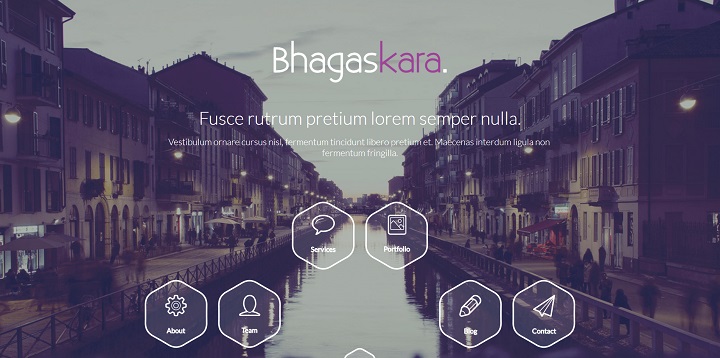 Bhagaskara.
Fusce rutrum pretium lorem semper nulla.
Vestibulum ornare cursus nisl, fermentum tincidunt libero pretium et. Maecenas interdum ligula non
fermentum fringilla.
Services
Portfolio
About
Team
Blog
Contact